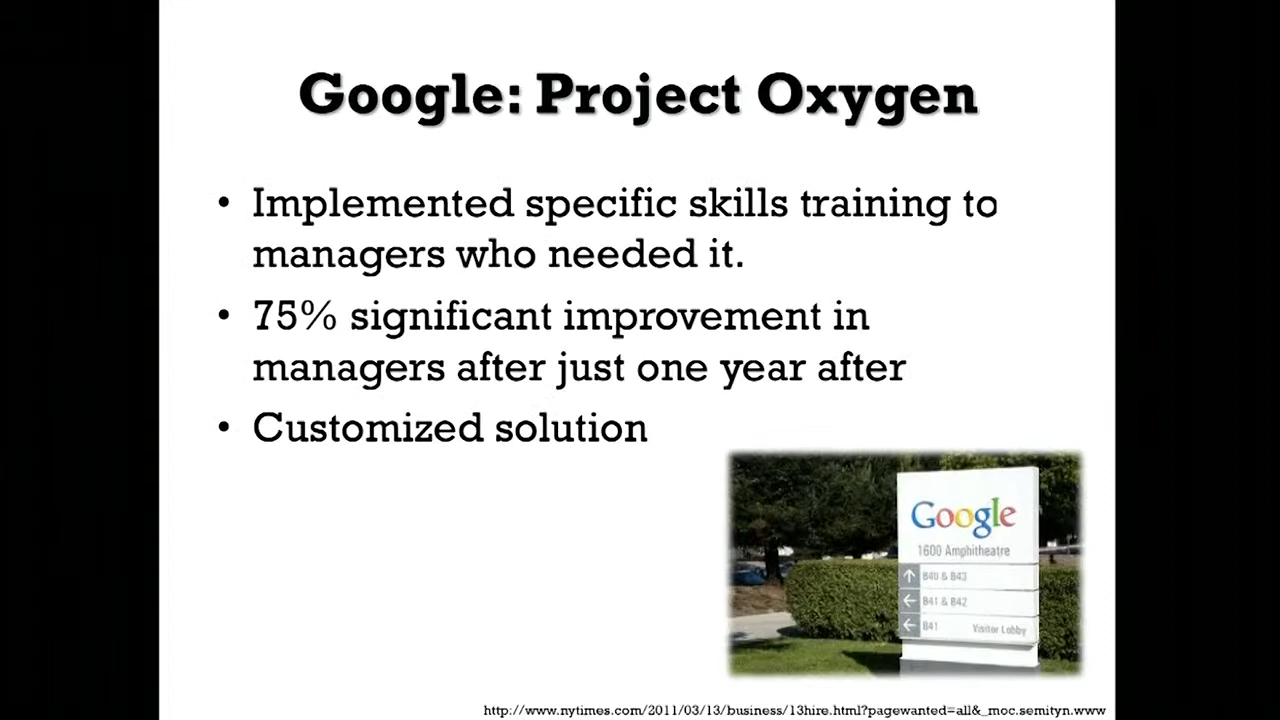 Google: Project Oxygen
• Implemented specific skills training to
managers who needed it.
• 75% significant improvement in
managers after just one year after
• Customized solution
Google
1600 Amphitheatre
↑ B40 & B43
← B41 & B42
← B41 Visitor Lobby
http://www.nytimes.com/2011/03/13/business/13hire.html?pagewanted=all&_moc.semityn.www